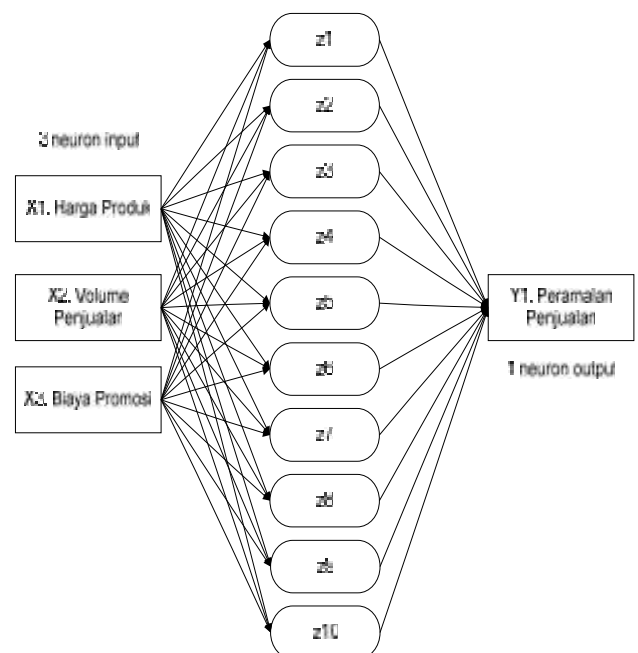 3 neuron input
X1. Harga Produk
X2. Volume
Penjualan
X3. Biaya Promosi
z1
z2
z3
z4
z5
z6
z7
z8
z9
z10
Y1. Peramalan
Penjualan
1 neuron output